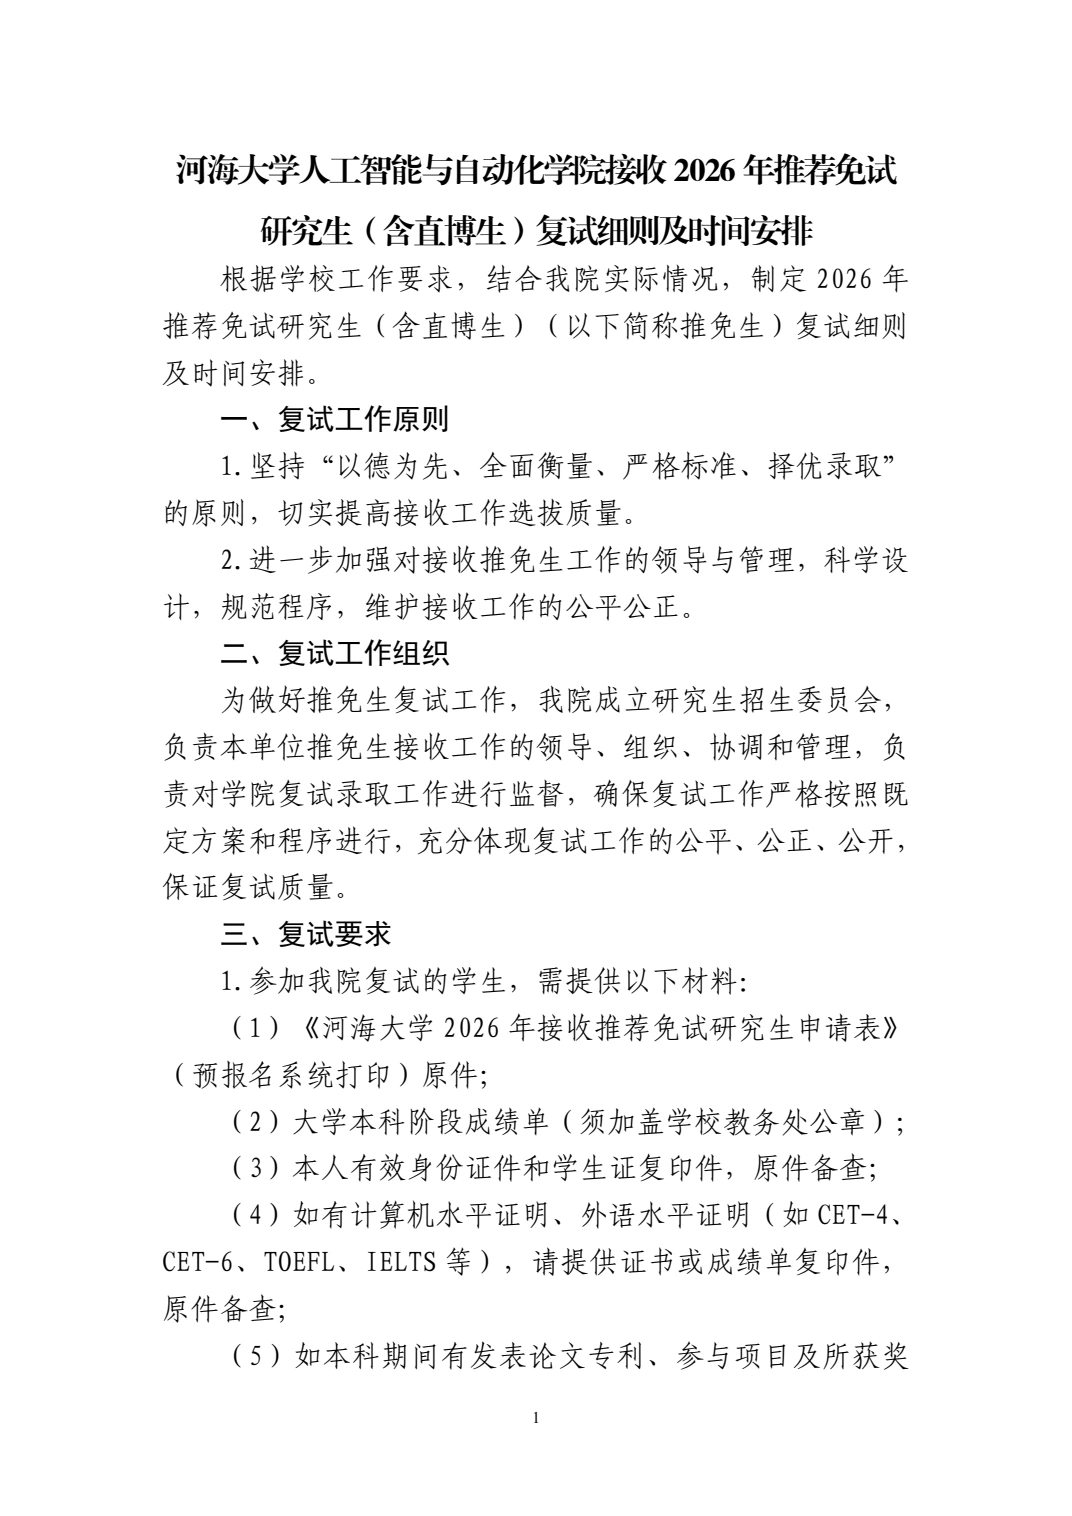 河海大学人工智能与自动化学院接收 2026 年推荐免试
研究生（含直博生）复试细则及时间安排
根据学校工作要求，结合我院实际情况，制定 2026 年
推荐免试研究生（含直博生）（以下简称推免生）复试细则
及时间安排。
一、复试工作原则
1.坚持“以德为先、全面衡量、严格标准、择优录取”
的原则，切实提高接收工作选拔质量。
2.进一步加强对接收推免生工作的领导与管理，科学设
计，规范程序，维护接收工作的公平公正。
二、复试工作组织
为做好推免生复试工作，我院成立研究生招生委员会，
负责本单位推免生接收工作的领导、组织、协调和管理，负
责对学院复试录取工作进行监督，确保复试工作严格按照既
定方案和程序进行，充分体现复试工作的公平、公正、公开，
保证复试质量。
三、复试要求
1.参加我院复试的学生，需提供以下材料：
（1）《河海大学 2026 年接收推荐免试研究生申请表》
（预报名系统打印）原件；
（2）大学本科阶段成绩单（须加盖学校教务处公章）；
（3）本人有效身份证件和学生证复印件，原件备查；
（4）如有计算机水平证明、外语水平证明（如 CET-4、
CET-6、TOEFL、IELTS 等），请提供证书或成绩单复印件，
原件备查；
（5）如本科期间有发表论文专利、参与项目及所获奖
1